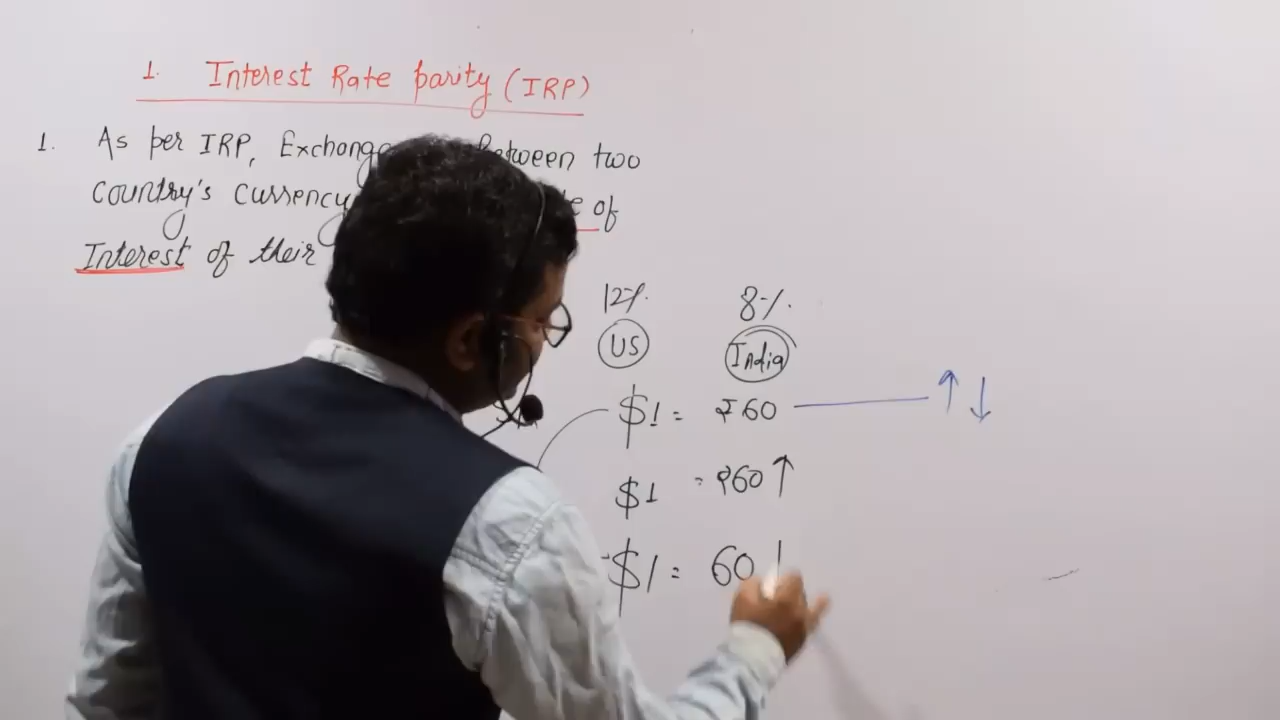 1. Interest Rate parity (IRP)
1. As per IRP, Exchange between two
Country's currency of
Interest of their
12% 8%
US India
$1 = ₹60 ↑ ↓
$1 = ₹60 ↑
$1 = 60